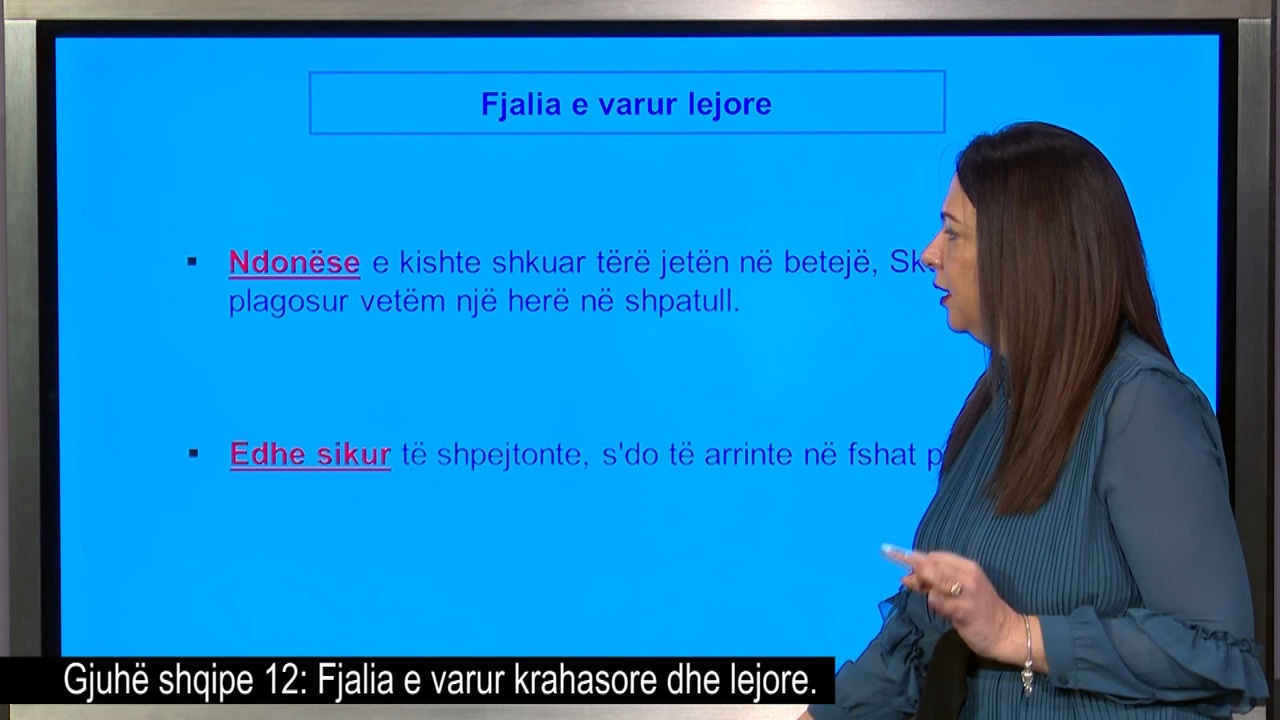 Fjalia e varur lejore
Ndonëse e kishte shkuar tërë jetën në betejë,
plagosur vetëm një herë në shpatull.
Edhe sikur të shpejtonte, s'do të arrinte në fshat
Gjuhë shqipe 12: Fjalia e varur krahasore dhe lejore.